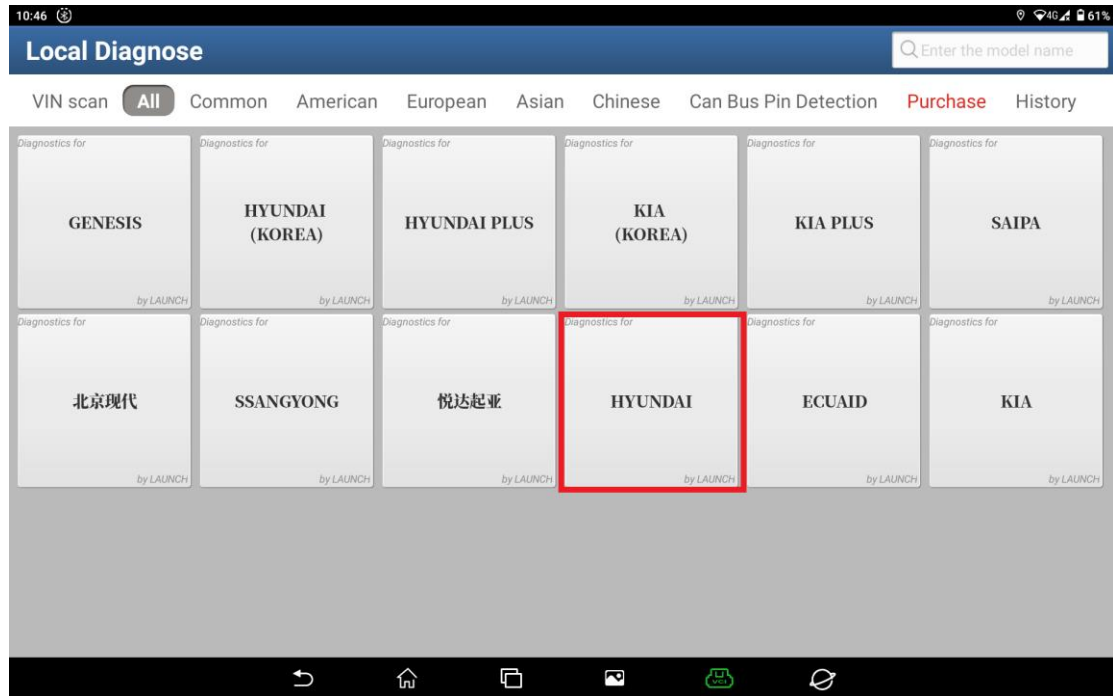 10:46 4G 61%
Local Diagnose
Enter the model name
VIN scan All Common American European Asian Chinese Can Bus Pin Detection Purchase History
Diagnostics for Diagnostics for Diagnostics for Diagnostics for Diagnostics for Diagnostics for
GENESIS
HYUNDAI
(KOREA)
HYUNDAI PLUS
KIA
(KOREA)
KIA PLUS
SAIPA
by LAUNCH by LAUNCH by LAUNCH by LAUNCH by LAUNCH by LAUNCH
Diagnostics for Diagnostics for Diagnostics for Diagnostics for Diagnostics for Diagnostics for
北京现代 SSANGYONG 悦达起亚 HYUNDAI ECUAID KIA
by LAUNCH by LAUNCH by LAUNCH by LAUNCH by LAUNCH by LAUNCH
VCI